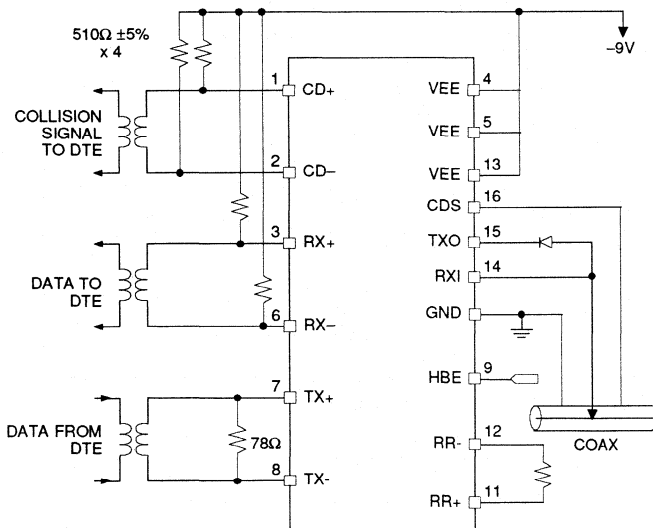 510Ω ±5%
x 4
–9V
1
CD+
VEE
4
COLLISION
SIGNAL
TO DTE
VEE
5
2
CD–
VEE
13
CDS
16
3
RX+
TXO
15
RXI
14
DATA TO
DTE
GND
6
RX–
HBE
9
7
TX+
DATA FROM
DTE
78Ω
COAX
RR-
12
8
TX-
RR+
11